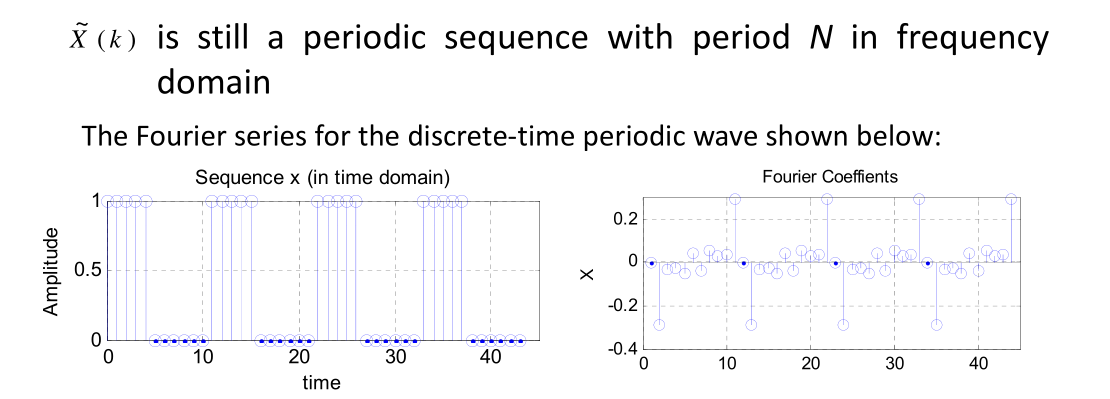 X̃ (k) is still a periodic sequence with period N in frequency
domain
The Fourier series for the discrete-time periodic wave shown below:
Sequence x (in time domain)
1
0.5
0
Amplitude
0 10 20 30 40
time
Fourier Coeffients
0.2
0
-0.2
-0.4
X
0 10 20 30 40